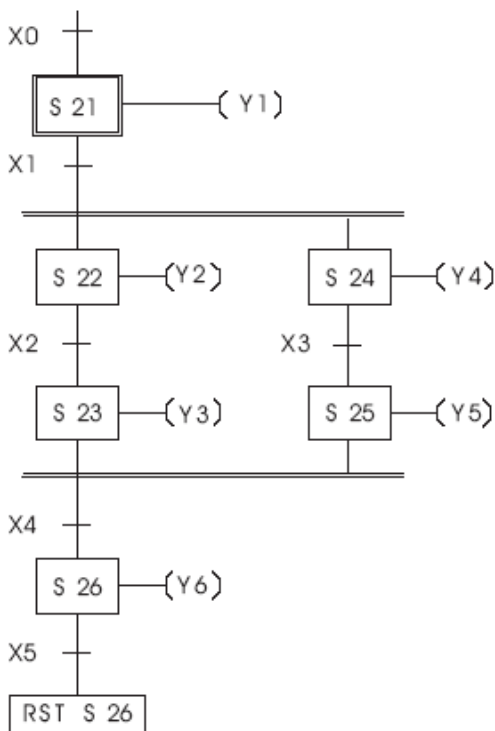 X0
S 21 (Y1)
X1
S 22 (Y2) S 24 (Y4)
X2 X3
S 23 (Y3) S 25 (Y5)
X4
S 26 (Y6)
X5
RST S 26